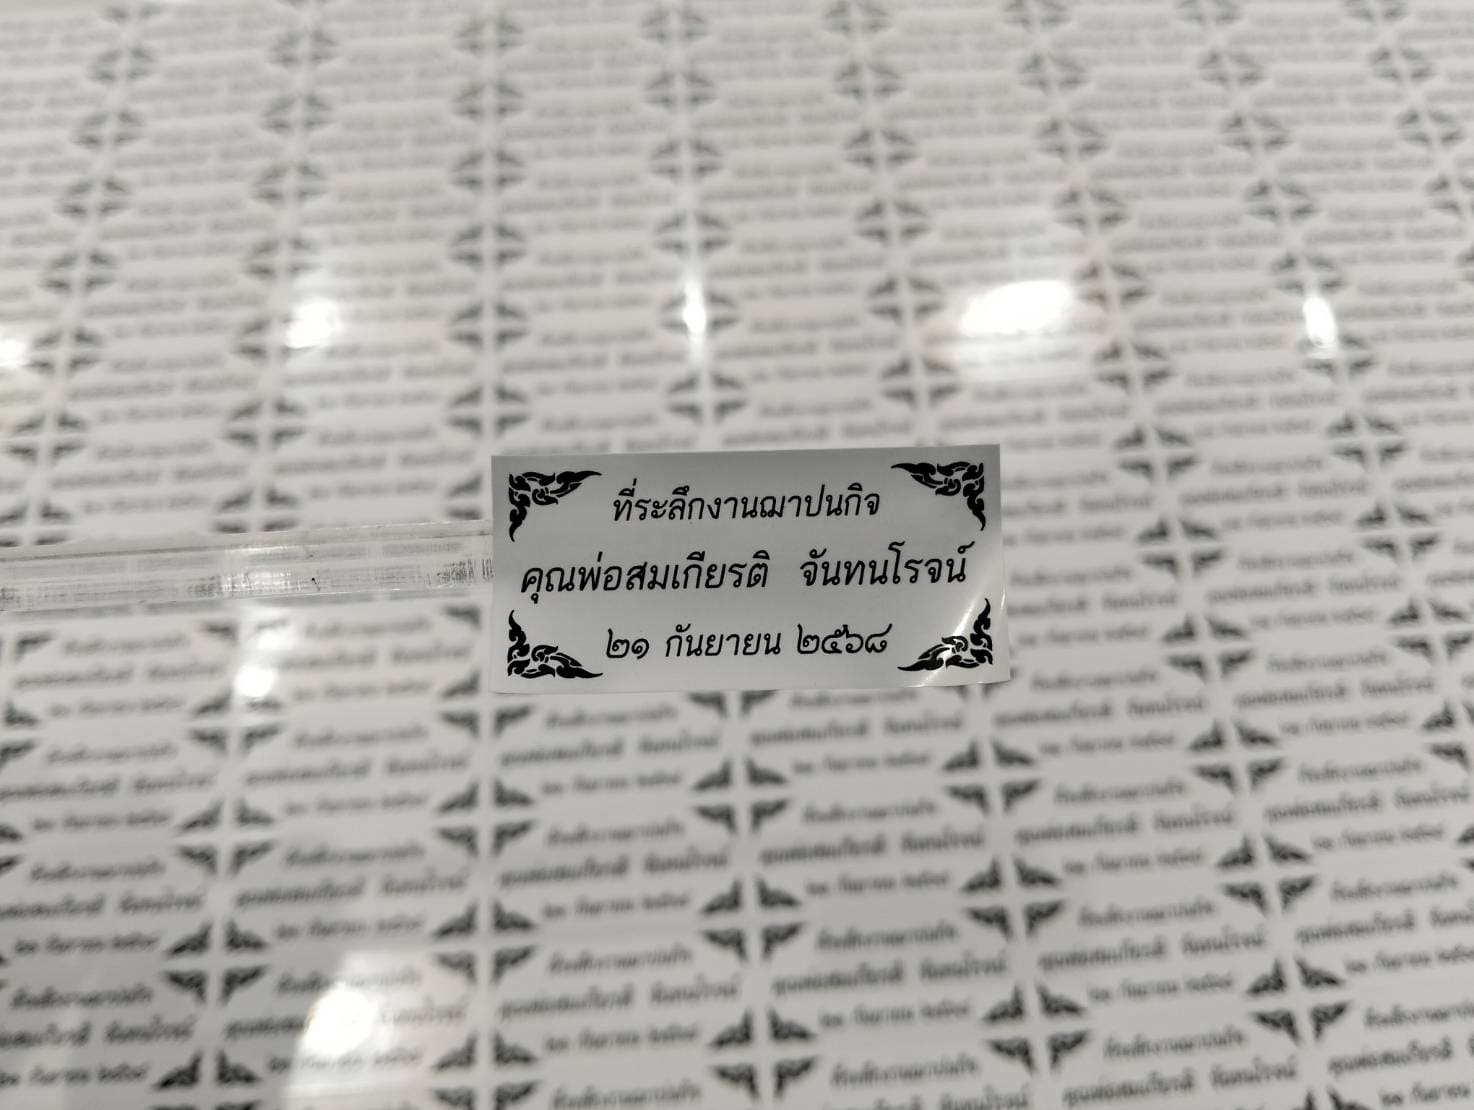 ที่ระลึกงานฌาปนกิจ
คุณพ่อสมเกียรติ จันทนโรจน์
๒๑ กันยายน ๒๕๖๘